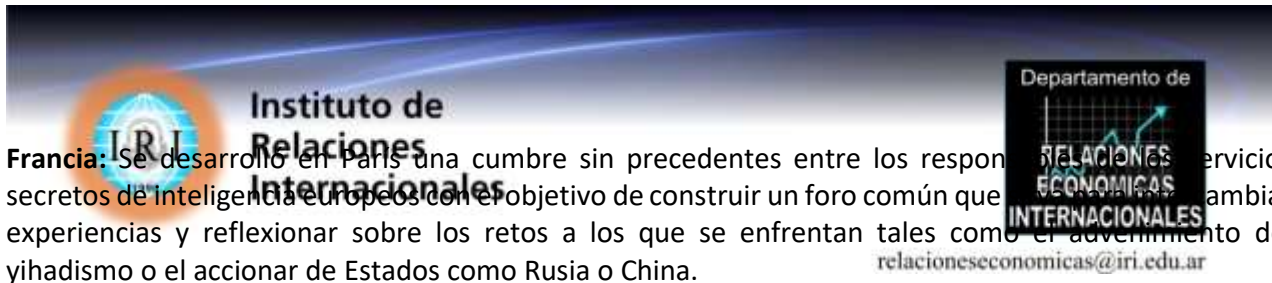 Departamento de
Instituto de
Relaciones
Internacionales
IRI
RELACIONES
ECONOMICAS
INTERNACIONALES
relacioneseconomicas@iri.edu.ar
Francia: Se desarrolló en París una cumbre sin precedentes entre los
secretos de inteligencia europeos con el objetivo de construir un foro común que
experiencias y reflexionar sobre los retos a los que se enfrentan tales como el advenimiento d
yihadismo o el accionar de Estados como Rusia o China.